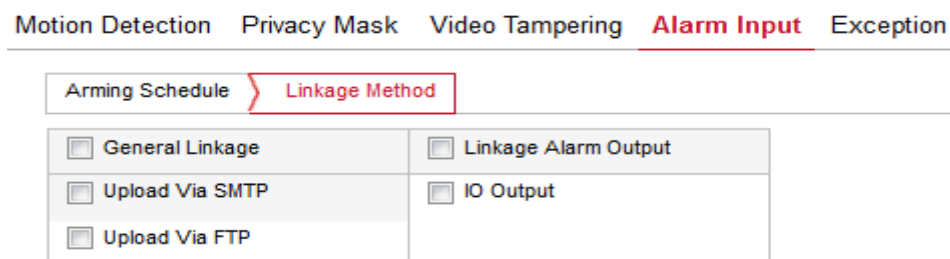 Motion Detection Privacy Mask Video Tampering Alarm Input Exception
Arming Schedule Linkage Method
General Linkage Linkage Alarm Output
Upload Via SMTP IO Output
Upload Via FTP